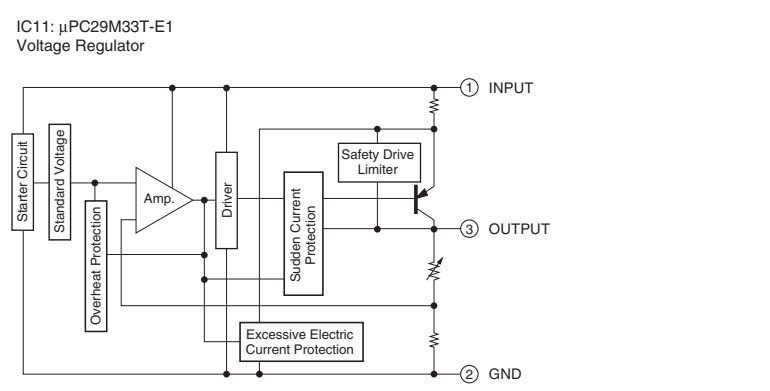 IC11: µPC29M33T-E1
Voltage Regulator
1 INPUT
Starter Circuit
Standard Voltage
Overheat Protection
Amp.
Driver
Sudden Current
Protection
Safety Drive
Limiter
3 OUTPUT
Excessive Electric
Current Protection
2 GND